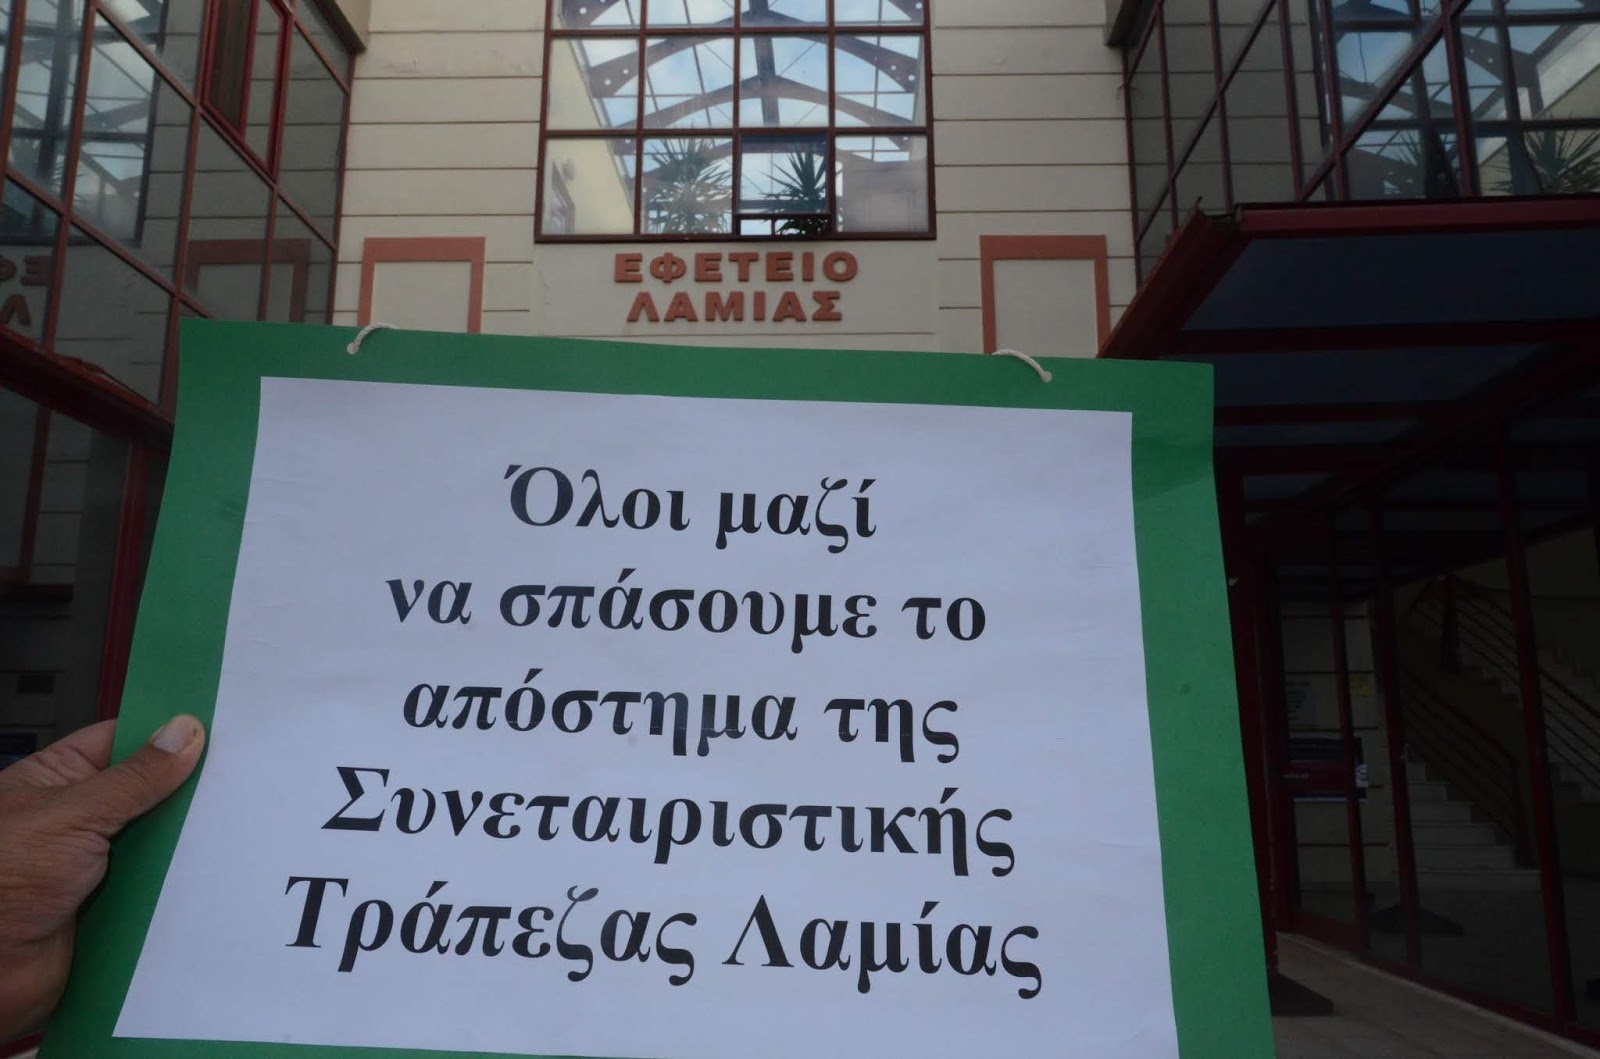 ΕΦΕΤΕΙΟ
ΛΑΜΙΑΣ
Όλοι μαζί
να σπάσουμε το
απόστημα της
Συνεταιριστικής
Τράπεζας Λαμίας